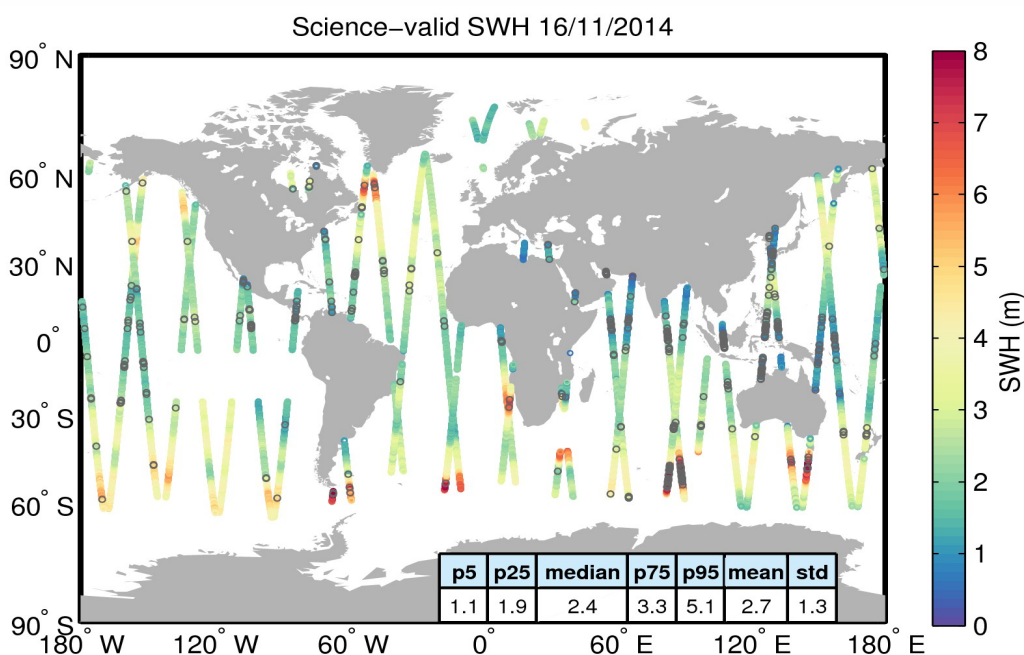 Science–valid SWH 16/11/2014
90° N
60° N
30° N
0°
30° S
60° S
90° S
180° W
120° W
60° W
0°
60° E
120° E
180° E
p5 p25 median p75 p95 mean std
1.1 1.9 2.4 3.3 5.1 2.7 1.3
8
7
6
5
4
3
2
1
0
SWH (m)